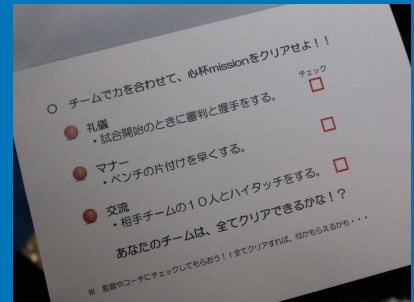 ○ チームで力を合わせて、心杯missionをクリアせよ！！
チェック
礼儀
・試合開始のときに審判と握手をする。
マナー
・ベンチの片付けを早くする。
交流
・相手チームの１０人とハイタッチをする。
あなたのチームは、全てクリアできるかな！？
※ 監督やコーチにチェックしてもらおう！！全てクリアすれば、何かもらえるかも・・・